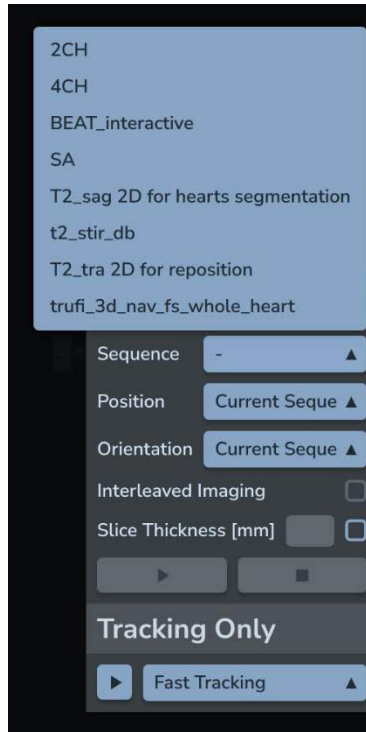 2CH
4CH
BEAT_interactive
SA
T2_sag 2D for hearts segmentation
t2_stir_db
T2_tra 2D for reposition
trufi_3d_nav_fs_whole_heart
Sequence -
Position Current Seque
Orientation Current Seque
Interleaved Imaging
Slice Thickness [mm]
Tracking Only
Fast Tracking